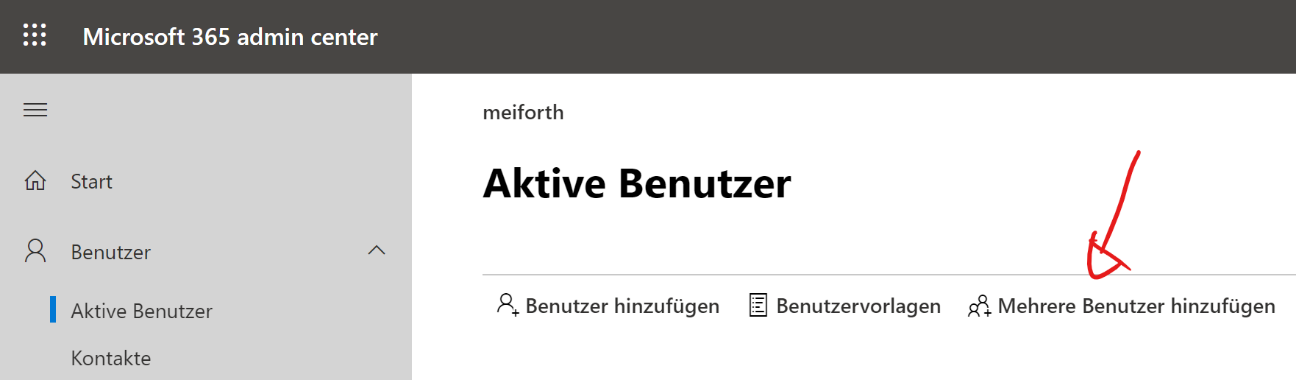 Microsoft 365 admin center
meiforth
Start
Aktive Benutzer
Benutzer
Aktive Benutzer
Kontakte
Benutzer hinzufügen Benutzervorlagen Mehrere Benutzer hinzufügen